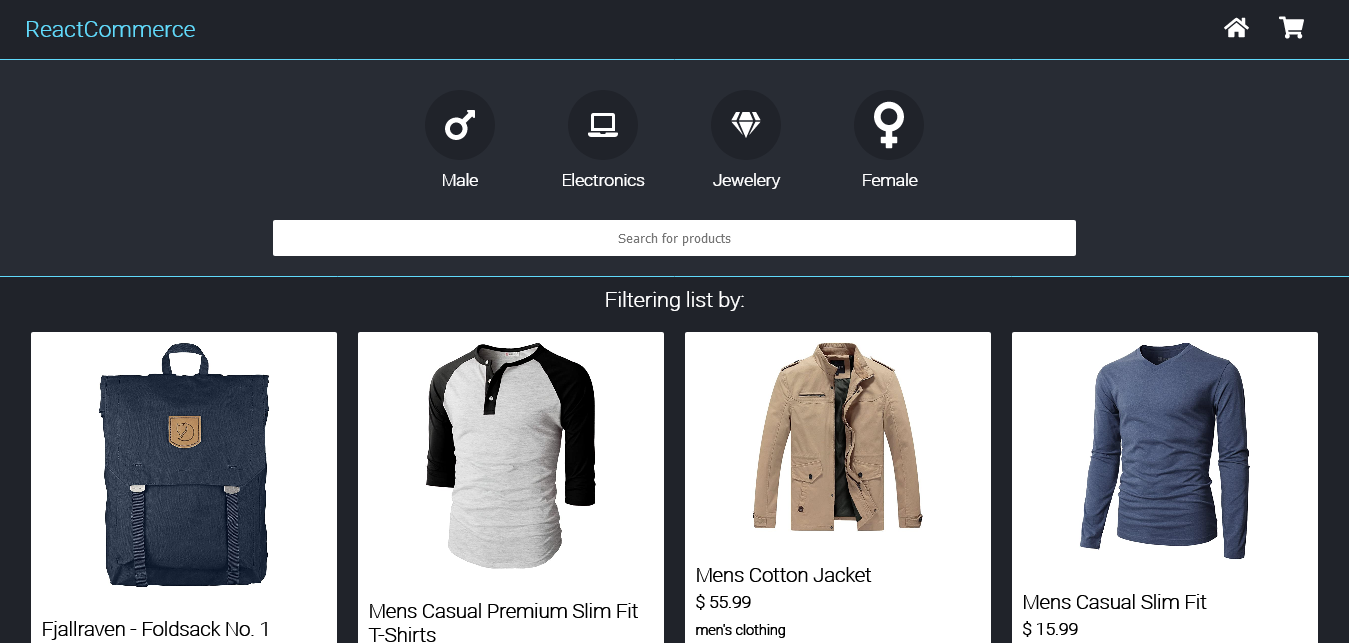 ReactCommerce
Male
Electronics
Jewelery
Female
Search for products
Filtering list by:
Fjallraven - Foldsack No. 1
Mens Casual Premium Slim Fit
T-Shirts
Mens Cotton Jacket
$ 55.99
men's clothing
Mens Casual Slim Fit
$ 15.99